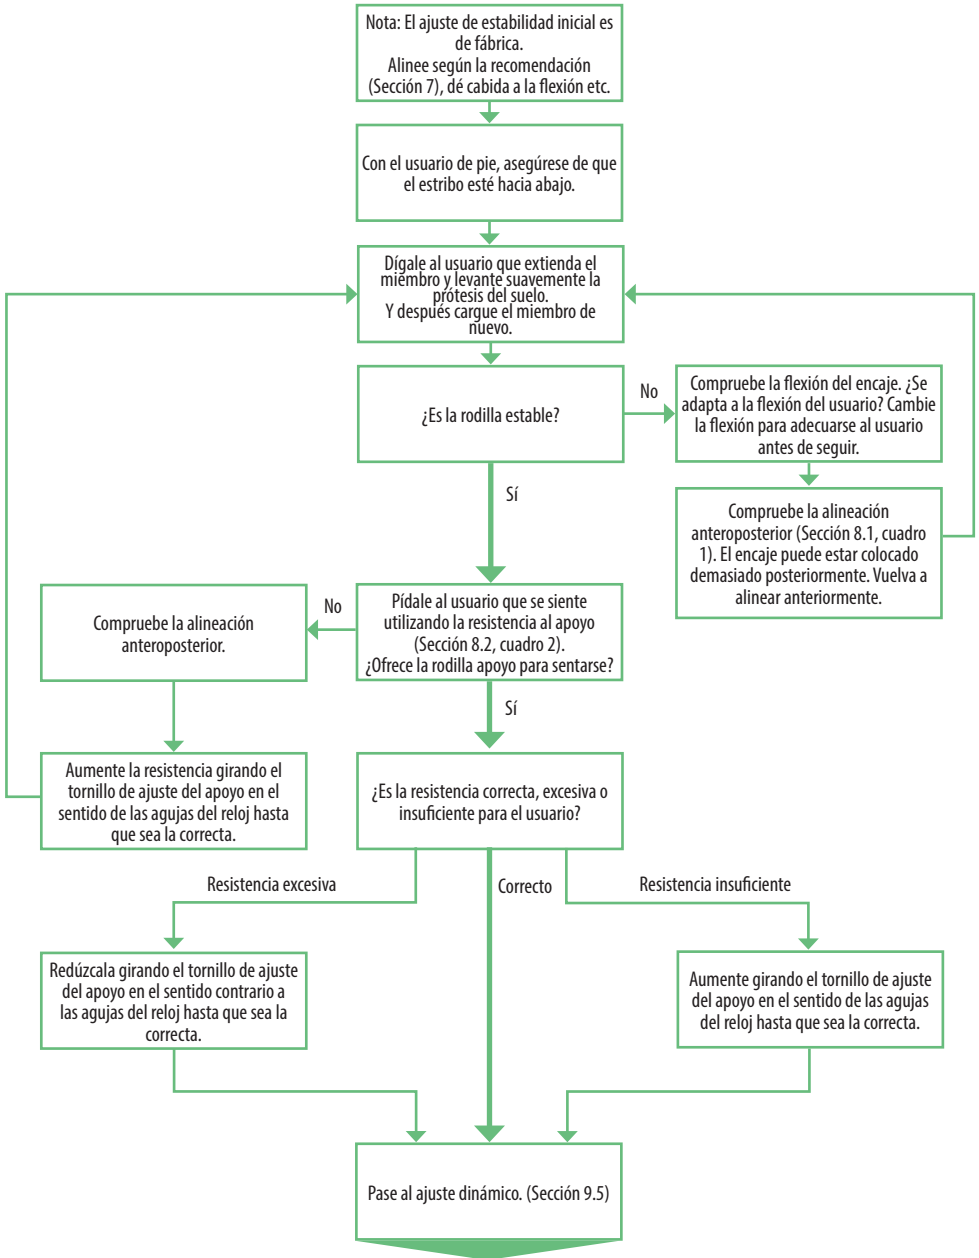 Nota: El ajuste de estabilidad inicial es
de fábrica.
Alinee según la recomendación
(Sección 7), dé cabida a la flexión etc.
Con el usuario de pie, asegúrese de que
el estribo esté hacia abajo.
Dígale al usuario que extienda el
miembro y levante suavemente la
prótesis del suelo.
Y después cargue el miembro de
nuevo.
¿Es la rodilla estable?
No
Compruebe la flexión del encaje. ¿Se
adapta a la flexión del usuario? Cambie
la flexión para adecuarse al usuario
antes de seguir.
Compruebe la alineación
anteroposterior (Sección 8.1, cuadro
1). El encaje puede estar colocado
demasiado posteriormente. Vuelva a
alinear anteriormente.
Sí
Pídale al usuario que se siente
utilizando la resistencia al apoyo
(Sección 8.2, cuadro 2).
¿Ofrece la rodilla apoyo para sentarse?
No
Compruebe la alineación
anteroposterior.
Aumente la resistencia girando el
tornillo de ajuste del apoyo en el
sentido de las agujas del reloj hasta
que sea la correcta.
Sí
¿Es la resistencia correcta, excesiva o
insuficiente para el usuario?
Resistencia excesiva
Correcto
Resistencia insuficiente
Redúzcala girando el tornillo de ajuste
del apoyo en el sentido contrario a
las agujas del reloj hasta que sea la
correcta.
Aumente girando el tornillo de ajuste
del apoyo en el sentido de las agujas
del reloj hasta que sea la correcta.
Pase al ajuste dinámico. (Sección 9.5)